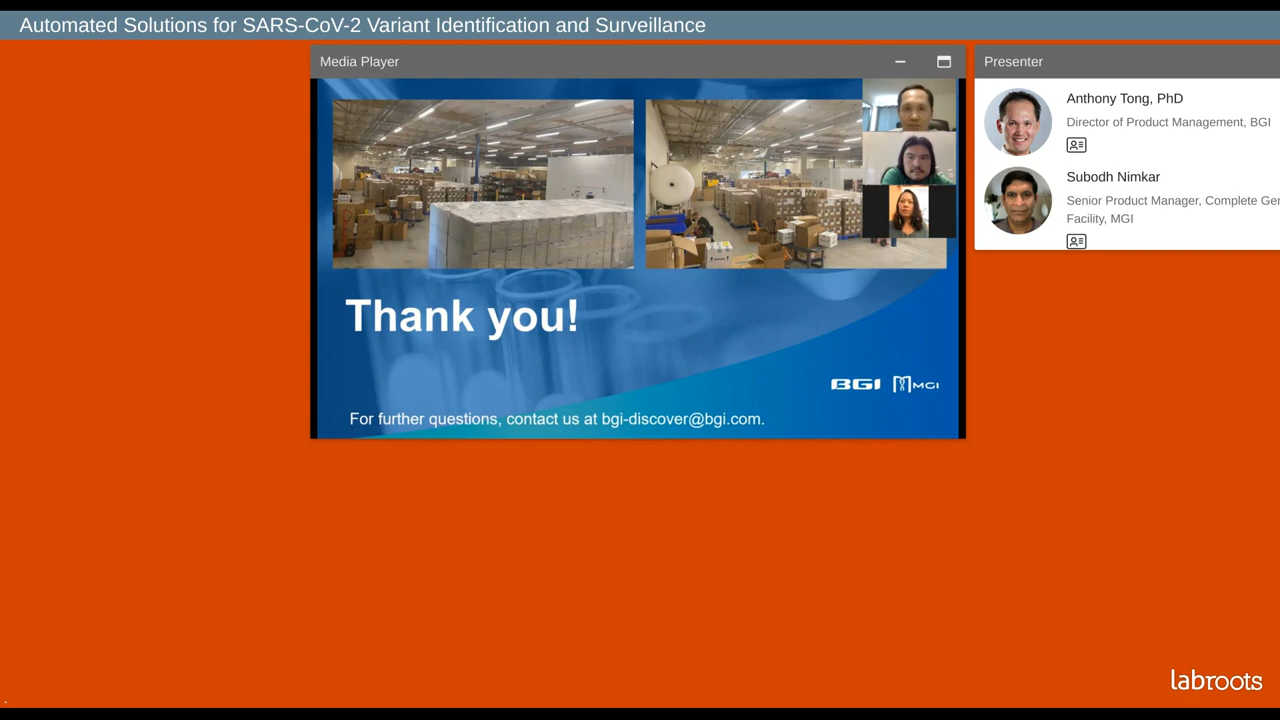 Automated Solutions for SARS-CoV-2 Variant Identification and Surveillance
Media Player
Presenter
Anthony Tong, PhD
Director of Product Management, BGI
Subodh Nimkar
Senior Product Manager, Complete Ge
Facility, MGI
Thank you!
BGI MGI
For further questions, contact us at bgi-discover@bgi.com.
labroots